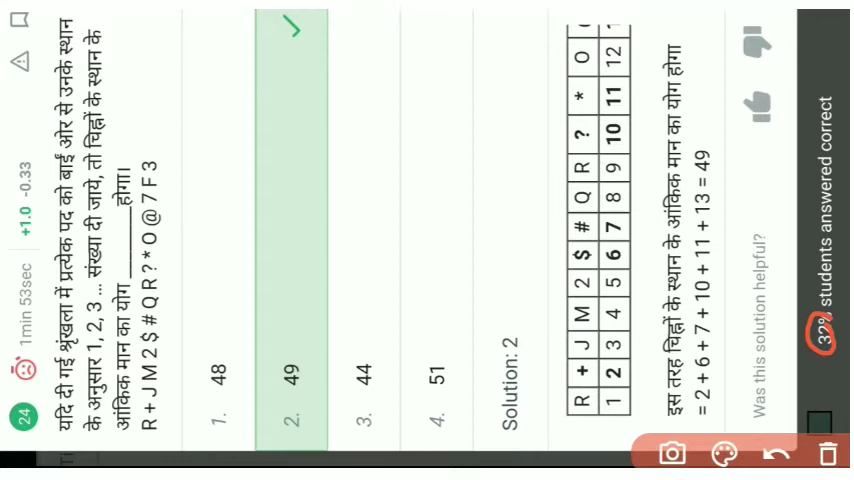 24 1min 53sec +1.0 -0.33
यदि दी गई श्रृंखला में प्रत्येक पद को बाईं ओर से उनके स्थान
के अनुसार 1, 2, 3 ... संख्या दी जाये, तो चिह्नों के स्थान के
आंकिक मान का योग ________होगा।
R + J M 2 $ # Q R ? * O @ 7 F 3
1. 48
2. 49
3. 44
4. 51
Solution: 2
R + J M 2 $ # Q R ? * O
1 2 3 4 5 6 7 8 9 10 11 12
इस तरह चिह्नों के स्थान के आंकिक मान का योग होगा
= 2 + 6 + 7 + 10 + 11 + 13 = 49
Was this solution helpful?
32% students answered correct